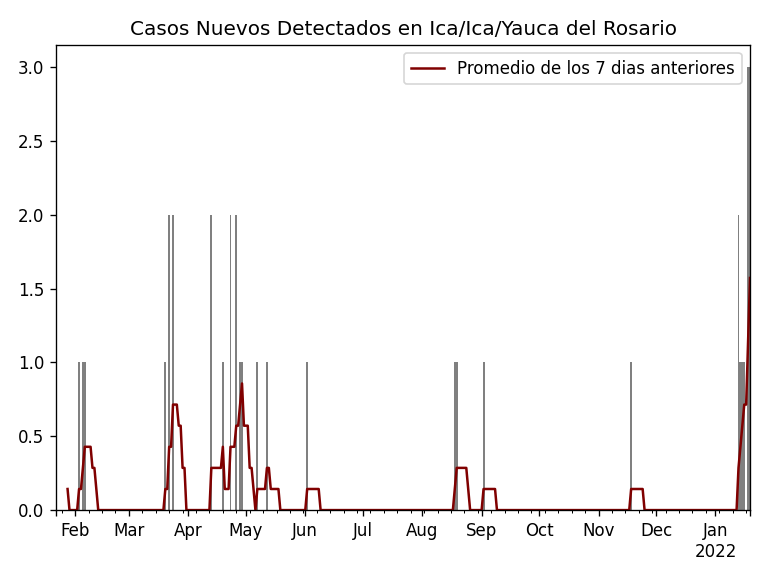 Casos Nuevos Detectados en Ica/Ica/Yauca del Rosario
Promedio de los 7 dias anteriores
3.0
2.5
2.0
1.5
1.0
0.5
0.0
Feb Mar Apr May Jun Jul Aug Sep Oct Nov Dec Jan
2022